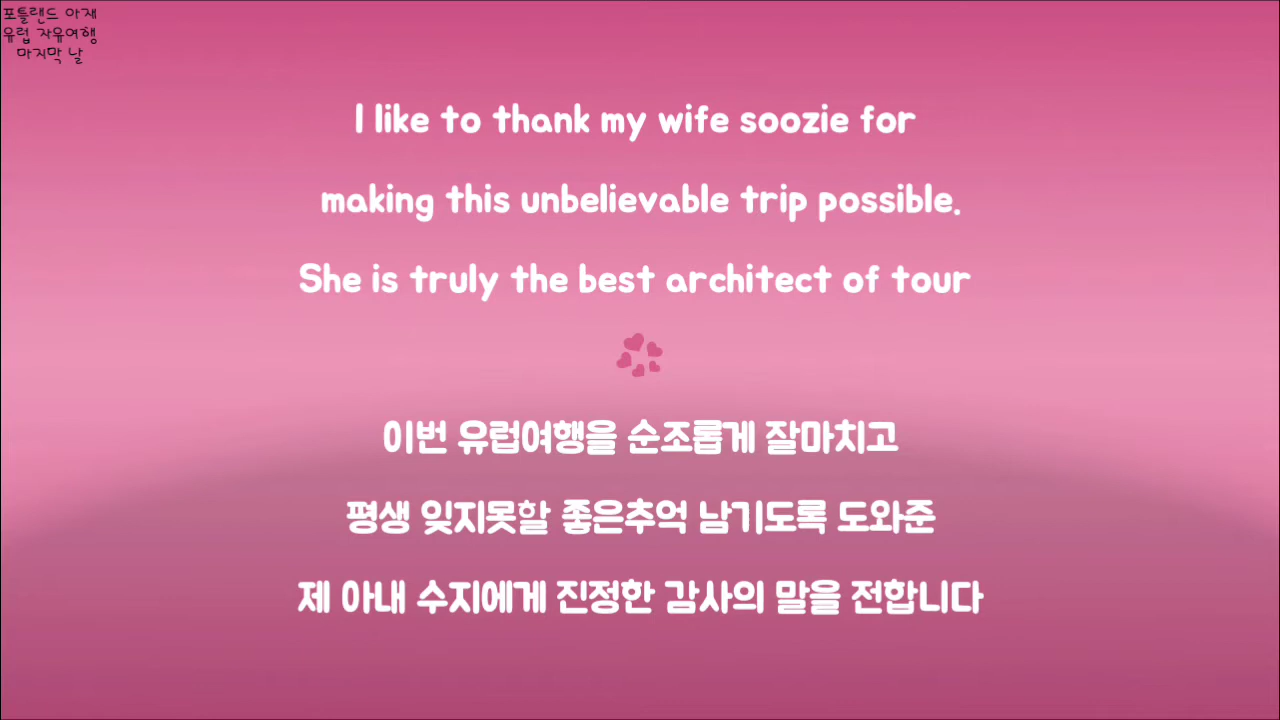 포틀랜드 아재
유럽 자유여행
마지막 날
I like to thank my wife soozie for
making this unbelievable trip possible.
She is truly the best architect of tour
이번 유럽여행을 순조롭게 잘마치고
평생 잊지못할 좋은추억 남기도록 도와준
제 아내 수지에게 진정한 감사의 말을 전합니다